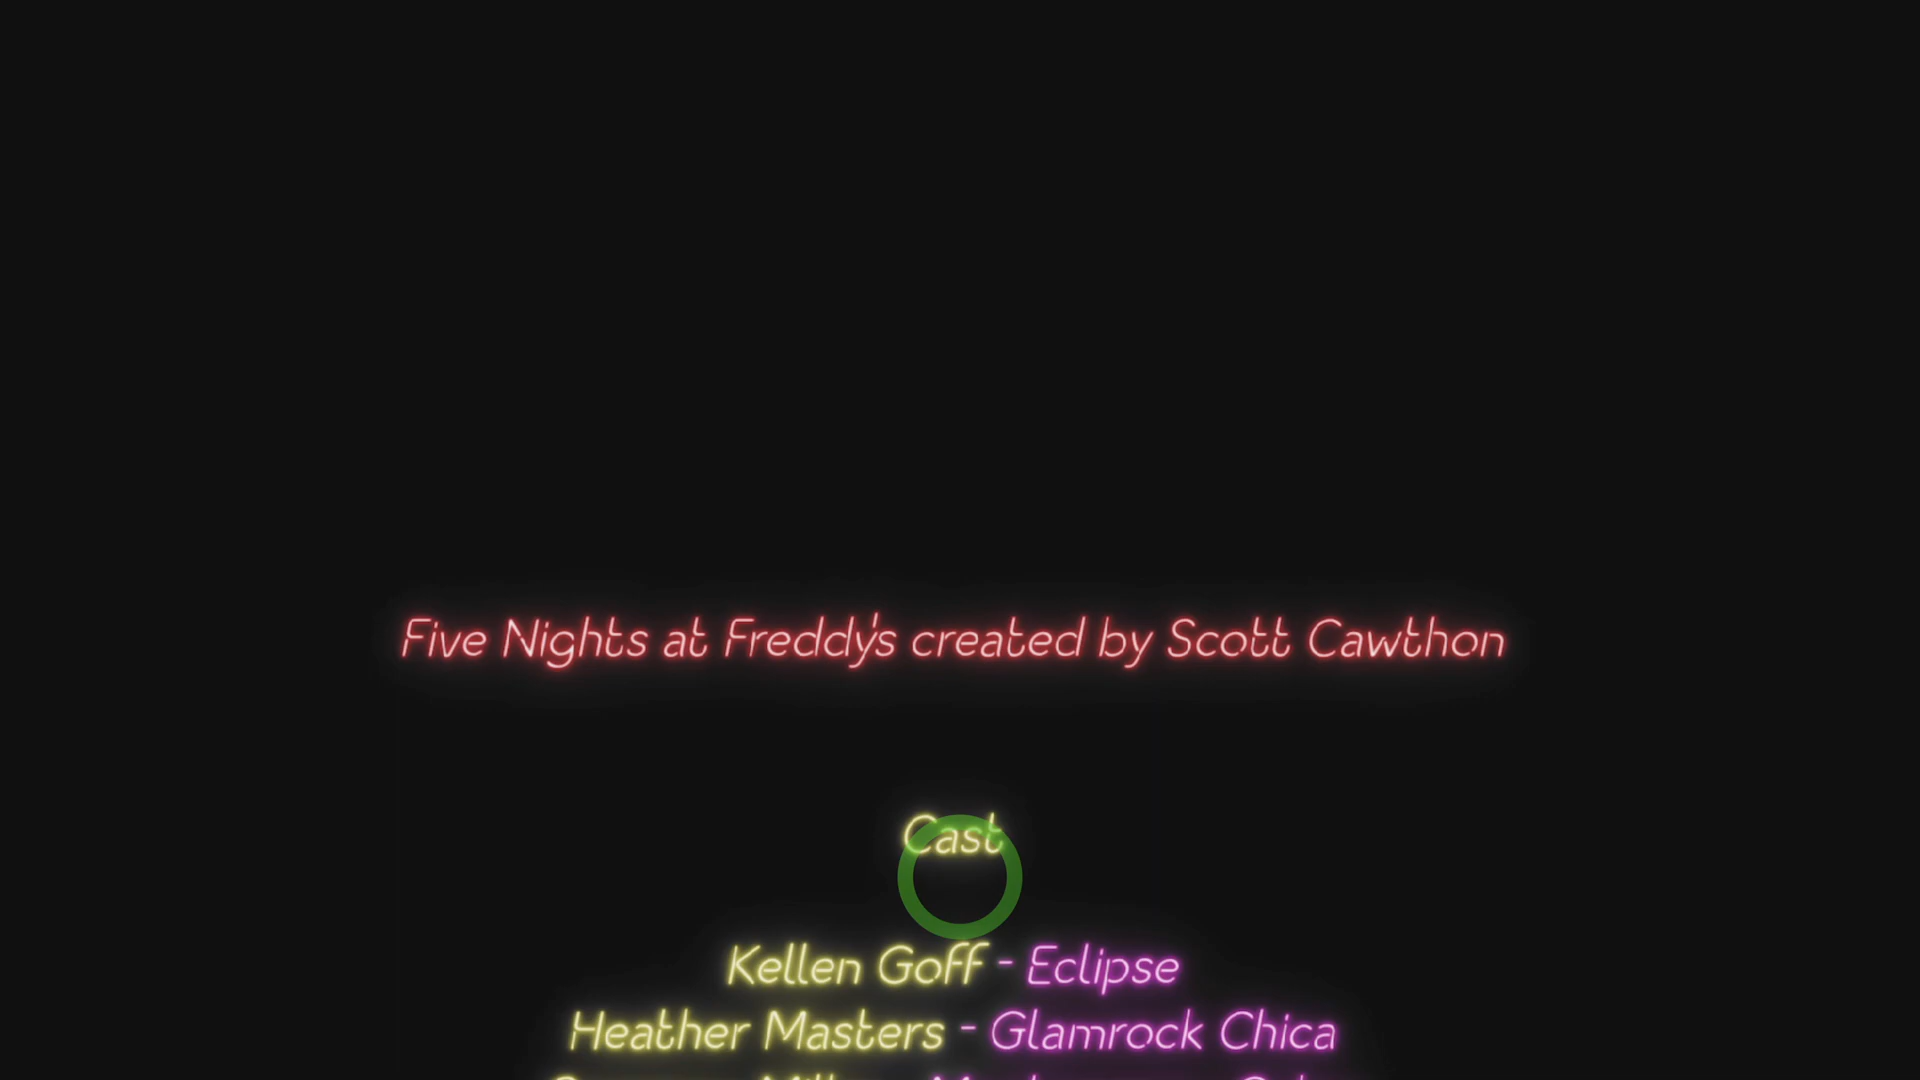 Five Nights at Freddy's created by Scott Cawthon
Cast
Kellen Goff - Eclipse
Heather Masters - Glamrock Chica